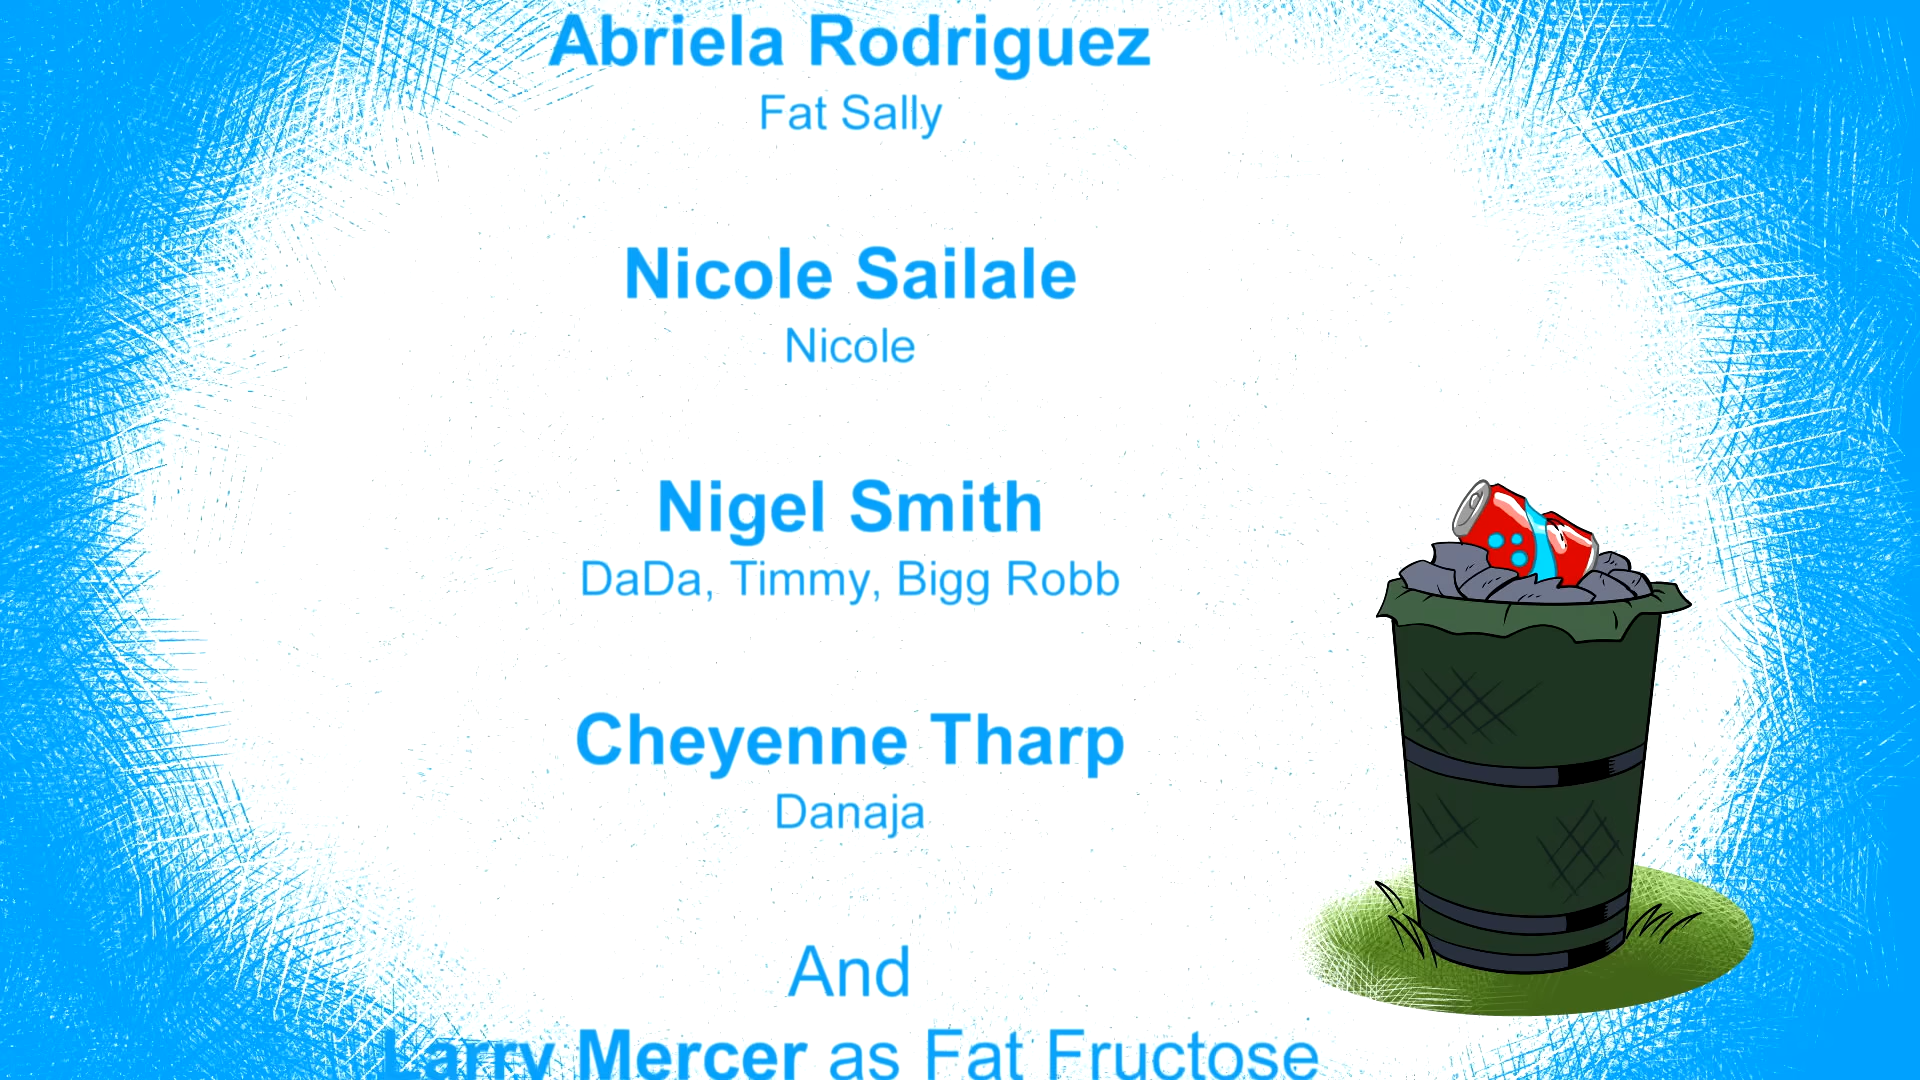 Abriela Rodriguez
Fat Sally
Nicole Sailale
Nicole
Nigel Smith
DaDa, Timmy, Bigg Robb
Cheyenne Tharp
Danaja
And
Larry Mercer as Fat Fructose